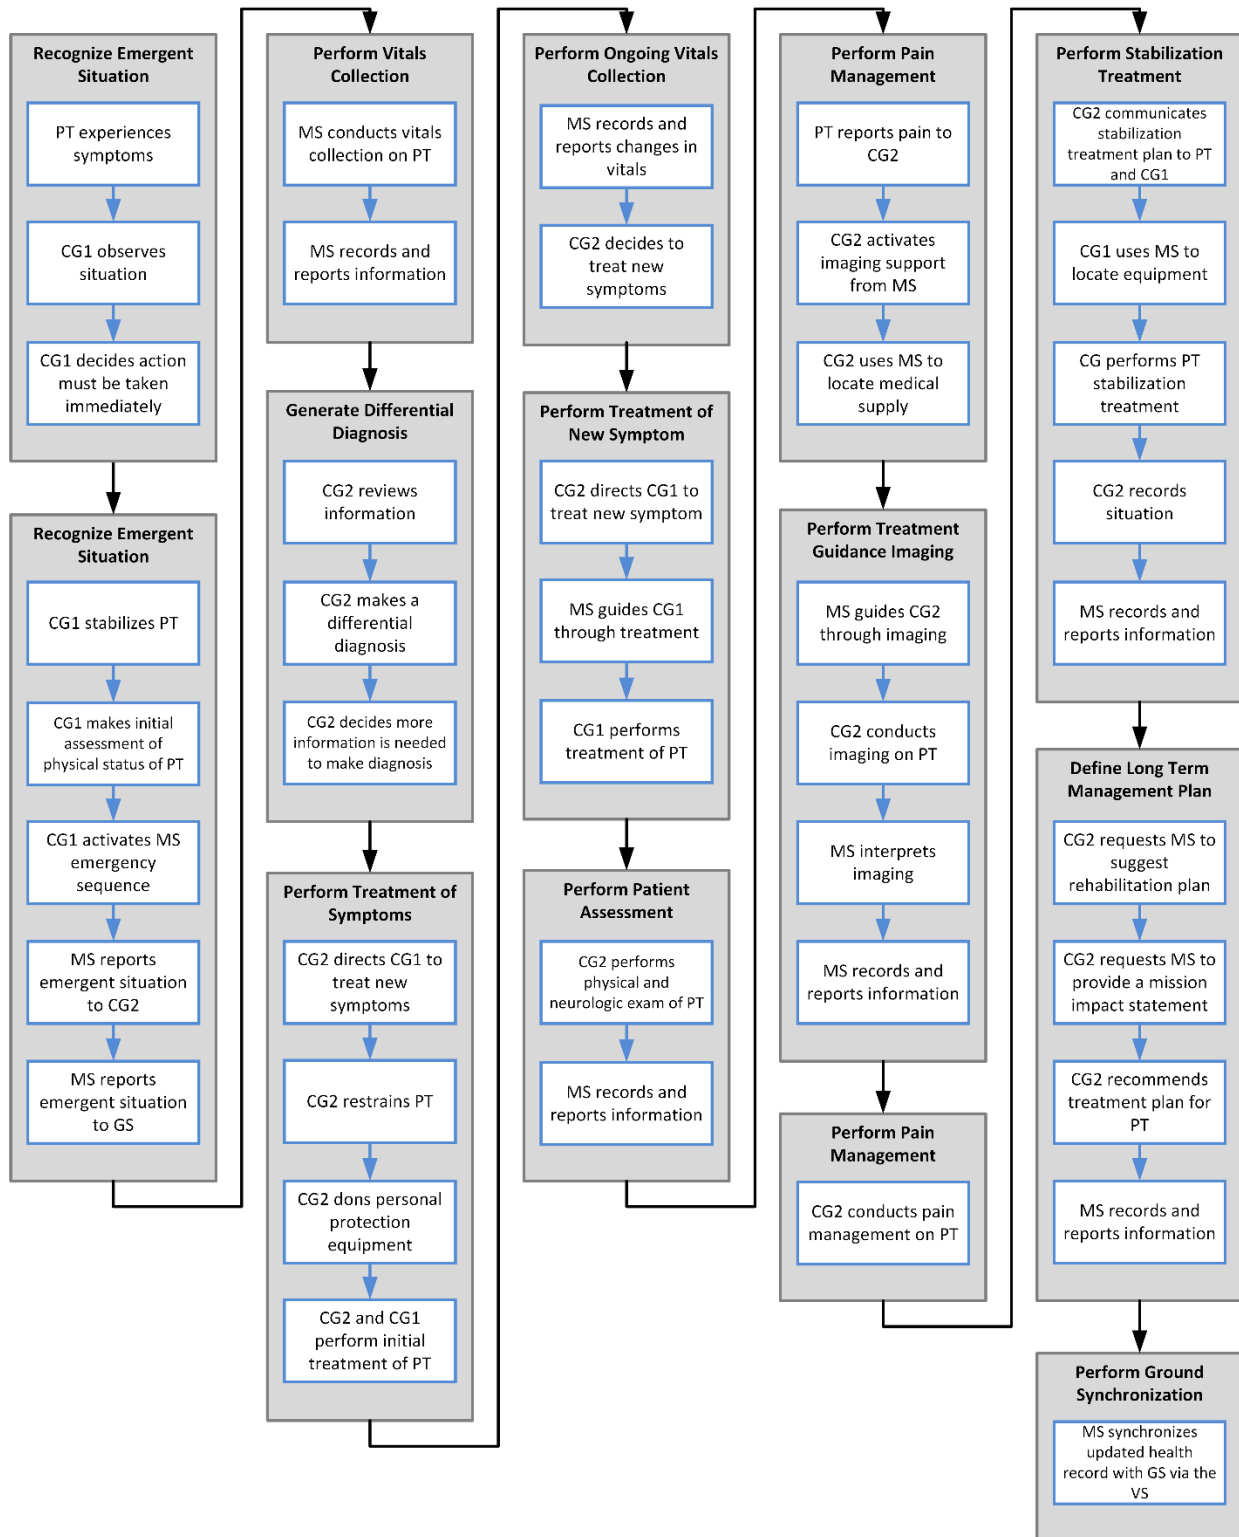 Recognize Emergent
Situation
PT experiences
symptoms
CG1 observes
situation
CG1 decides action
must be taken
immediately
Recognize Emergent
Situation
CG1 stabilizes PT
CG1 makes initial
assessment of
physical status of PT
CG1 activates MS
emergency
sequence
MS reports
emergent situation
to CG2
MS reports
emergent situation
to GS
Perform Vitals
Collection
MS conducts vitals
collection on PT
MS records and
reports information
Generate Differential
Diagnosis
CG2 reviews
information
CG2 makes a
differential
diagnosis
CG2 decides more
information is needed
to make diagnosis
Perform Treatment of
Symptoms
CG2 directs CG1 to
treat new
symptoms
CG2 restrains PT
CG2 dons personal
protection
equipment
CG2 and CG1
perform initial
treatment of PT
Perform Ongoing Vitals
Collection
MS records and
reports changes in
vitals
CG2 decides to
treat new
symptoms
Perform Treatment of
New Symptom
CG2 directs CG1 to
treat new symptom
MS guides CG1
through treatment
CG1 performs
treatment of PT
Perform Patient
Assessment
CG2 performs
physical and
neurologic exam of PT
MS records and
reports information
Perform Pain
Management
PT reports pain to
CG2
CG2 activates
imaging support
from MS
CG2 uses MS to
locate medical
supply
Perform Treatment
Guidance Imaging
MS guides CG2
through imaging
CG2 conducts
imaging on PT
MS interprets
imaging
MS records and
reports information
Perform Pain
Management
CG2 conducts pain
management on PT
Perform Stabilization
Treatment
CG2 communicates
stabilization
treatment plan to PT
and CG1
CG1 uses MS to
locate equipment
CG performs PT
stabilization
treatment
CG2 records
situation
MS records and
reports information
Define Long Term
Management Plan
CG2 requests MS to
suggest
rehabilitation plan
CG2 requests MS to
provide a mission
impact statement
CG2 recommends
treatment plan for
PT
MS records and
reports information
Perform Ground
Synchronization
MS synchronizes
updated health
record with GS via the
VS